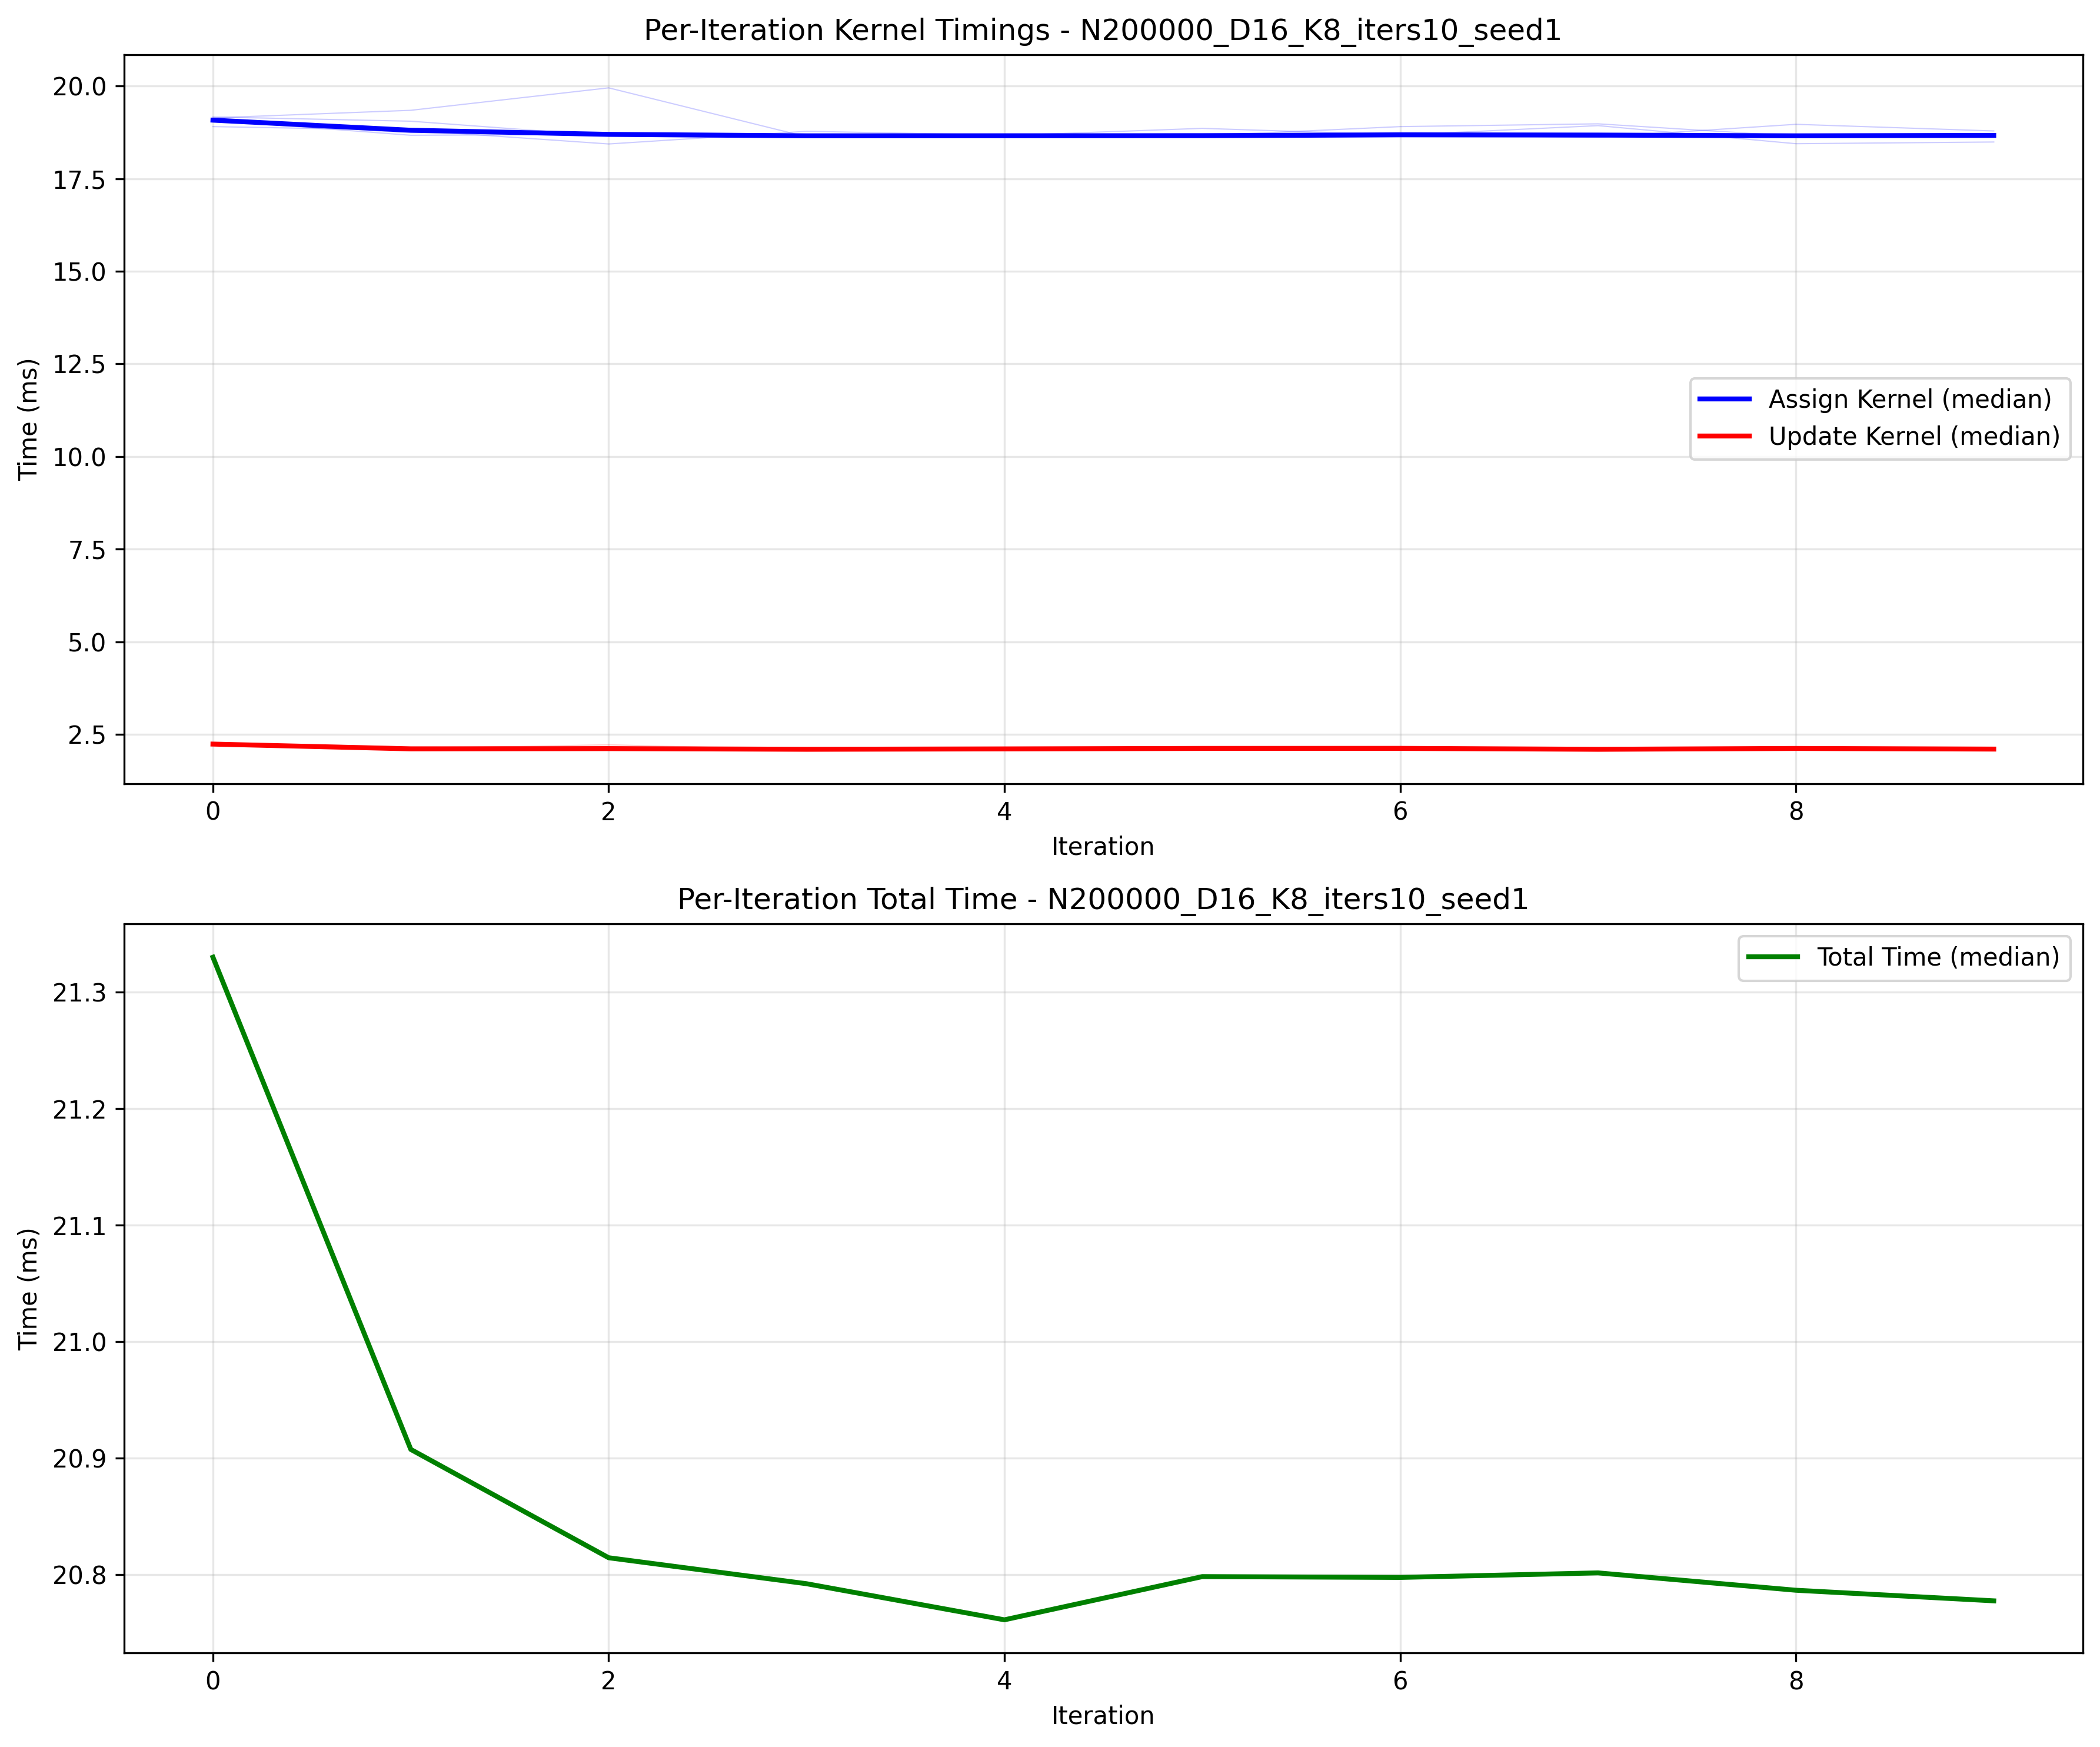 Per-Iteration Kernel Timings - N200000_D16_K8_iters10_seed1
20.0
17.5
15.0
12.5
10.0
7.5
5.0
2.5
Time (ms)
Assign Kernel (median)
Update Kernel (median)
0 2 4 6 8
Iteration
Per-Iteration Total Time - N200000_D16_K8_iters10_seed1
Total Time (median)
21.3
21.2
21.1
21.0
20.9
20.8
Time (ms)
0 2 4 6 8
Iteration